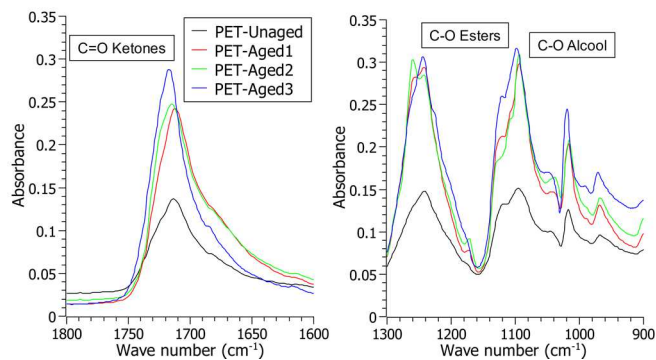 C=O Ketones
PET-Unaged
PET-Aged1
PET-Aged2
PET-Aged3
Absorbance
0.35
0.3
0.25
0.2
0.15
0.1
0.05
0
1800 1750 1700 1650 1600
Wave number (cm⁻¹)
C-O Esters
C-O Alcool
Absorbance
0.35
0.3
0.25
0.2
0.15
0.1
0.05
0
1300 1200 1100 1000 900
Wave number (cm⁻¹)